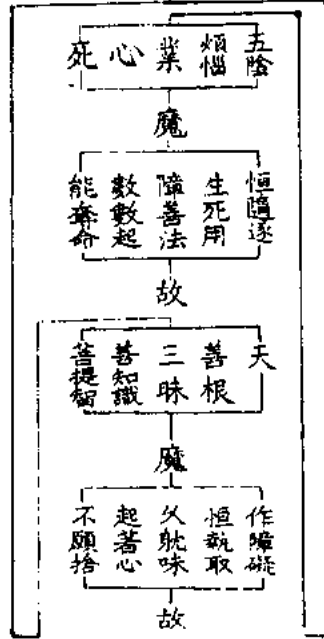 五陰
煩惱
業
心
死
魔
恒隨逐
生死用
障善法
數數起
能奪命
故
天
善根
三昧
善知識
菩提智
魔
作障礙
恒執取
久耽味
起著心
不願捨
故